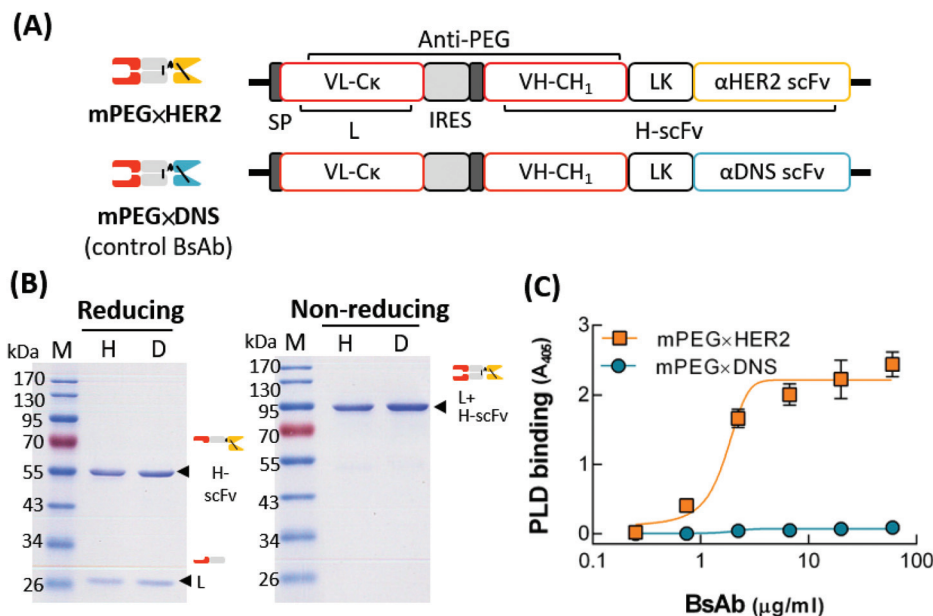 (A)
Anti-PEG
mPEG×HER2
VL-Cκ
VH-CH₁
LK
αHER2 scFv
SP
L
IRES
H-scFv
mPEG×DNS
(control BsAb)
VL-Cκ
VH-CH₁
LK
αDNS scFv
(B)
Reducing
kDa M H D
170
130
95
70
55
43
34
26
H-
scFv
L
Non-reducing
kDa M H D
170
130
95
70
55
43
34
26
L+
H-scFv
(C)
mPEG×HER2
mPEG×DNS
PLD binding (A₄₀₅)
3
2
1
0
0.1 1 10 100
BsAb (μg/ml)